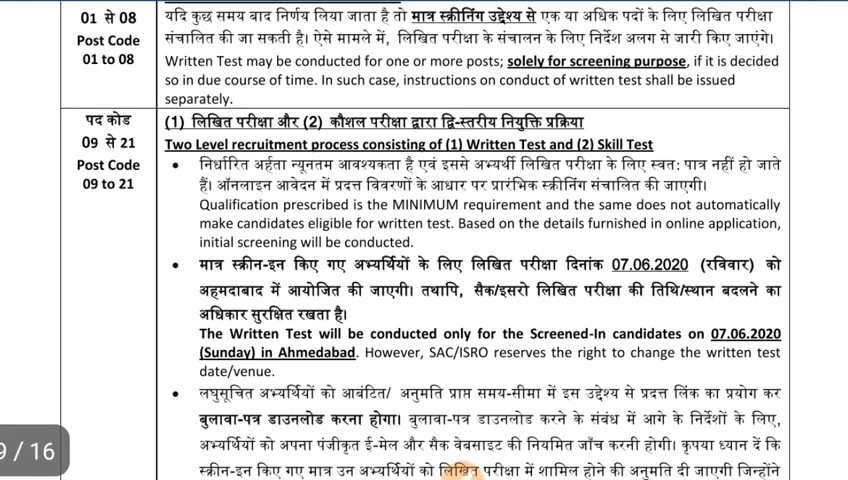 01 से 08
Post Code
01 to 08
यदि कुछ समय बाद निर्णय लिया जाता है तो मात्र स्क्रीनिंग उद्देश्य से एक या अधिक पदों के लिए लिखित परीक्षा
संचालित की जा सकती है। ऐसे मामले में, लिखित परीक्षा के संचालन के लिए निर्देश अलग से जारी किए जाएंगे।
Written Test may be conducted for one or more posts; solely for screening purpose, if it is decided
so in due course of time. In such case, instructions on conduct of written test shall be issued
separately.
पद कोड
09 से 21
Post Code
09 to 21
(1) लिखित परीक्षा और (2) कौशल परीक्षा द्वारा द्वि-स्तरीय नियुक्ति प्रक्रिया
Two Level recruitment process consisting of (1) Written Test and (2) Skill Test
• निर्धारित अर्हता न्यूनतम आवश्यकता है एवं इससे अभ्यर्थी लिखित परीक्षा के लिए स्वत: पात्र नहीं हो जाते
हैं। ऑनलाइन आवेदन में प्रदत्त विवरणों के आधार पर प्रारंभिक स्क्रीनिंग संचालित की जाएगी।
Qualification prescribed is the MINIMUM requirement and the same does not automatically
make candidates eligible for written test. Based on the details furnished in online application,
initial screening will be conducted.
• मात्र स्क्रीन-इन किए गए अभ्यर्थियों के लिए लिखित परीक्षा दिनांक 07.06.2020 (रविवार) को
अहमदाबाद में आयोजित की जाएगी। तथापि, सैक/इसरो लिखित परीक्षा की तिथि/स्थान बदलने का
अधिकार सुरक्षित रखता है।
The Written Test will be conducted only for the Screened-In candidates on 07.06.2020
(Sunday) in Ahmedabad. However, SAC/ISRO reserves the right to change the written test
date/venue.
• लघुसूचित अभ्यर्थियों को आबंटित/ अनुमति प्राप्त समय-सीमा में इस उद्देश्य से प्रदत्त लिंक का प्रयोग कर
बुलावा-पत्र डाउनलोड करना होगा। बुलावा-पत्र डाउनलोड करने के संबंध में आगे के निर्देशों के लिए,
अभ्यर्थियों को अपना पंजीकृत ई-मेल और सैक वेबसाइट की नियमित जाँच करनी होगी। कृपया ध्यान दें कि
स्क्रीन-इन किए गए मात्र उन अभ्यर्थियों को लिखित परीक्षा में शामिल होने की अनुमति दी जाएगी जिन्होंने
9 / 16